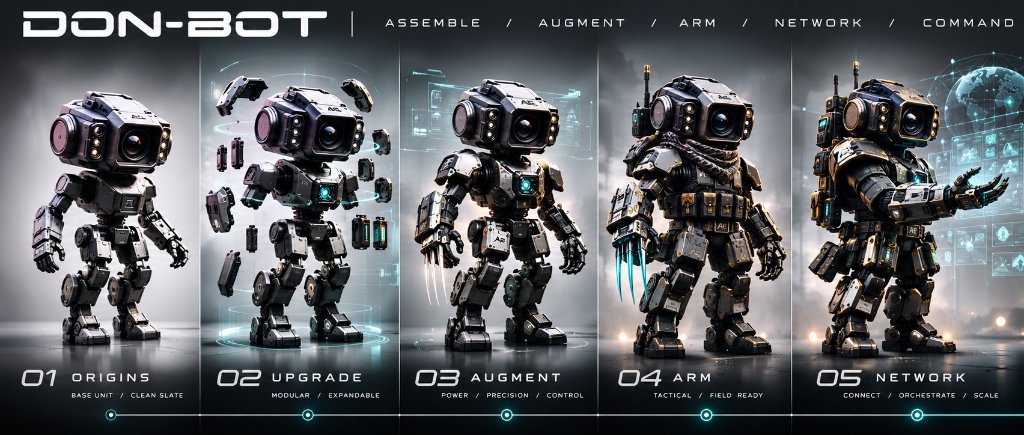 DON-BOT
ASSEMBLE / AUGMENT / ARM / NETWORK / COMMAND
01 ORIGINS
BASE UNIT / CLEAN SLATE
02 UPGRADE
MODULAR / EXPANDABLE
03 AUGMENT
POWER / PRECISION / CONTROL
04 ARM
TACTICAL / FIELD READY
05 NETWORK
CONNECT / ORCHESTRATE / SCALE